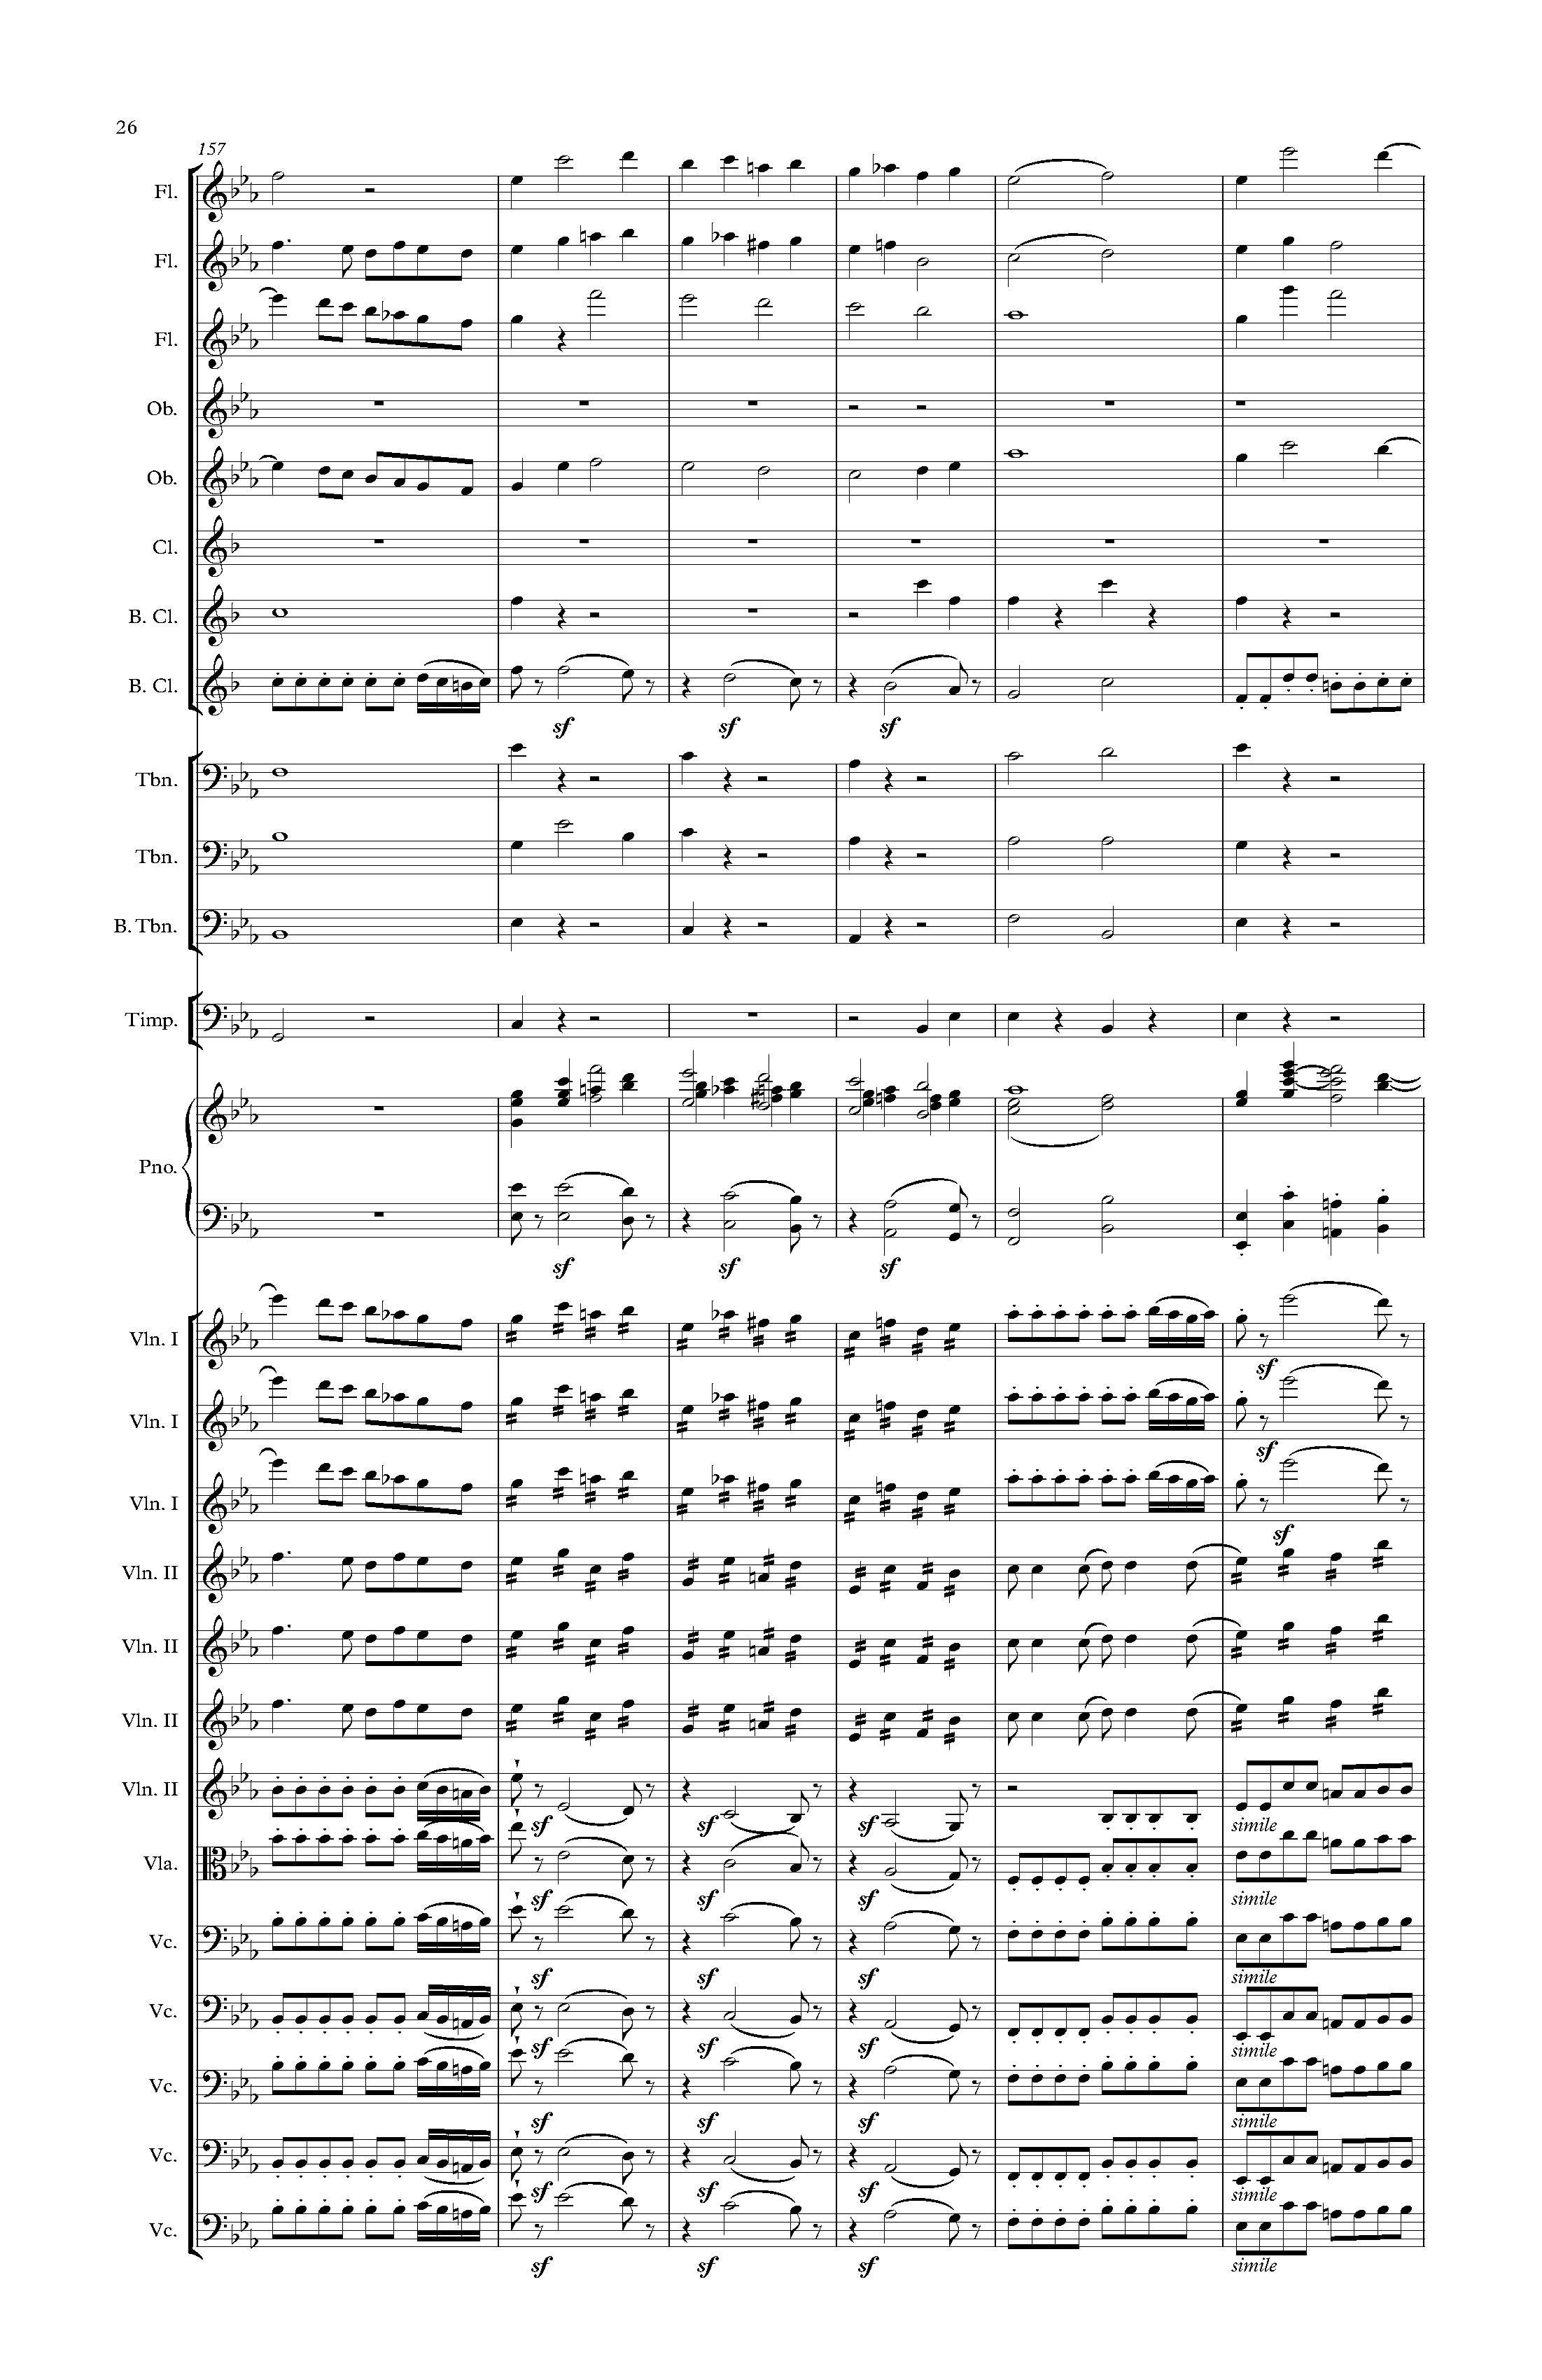 26
157
Fl.
Fl.
Fl.
Ob.
Ob.
Cl.
B. Cl.
B. Cl.
sf sf sf
Tbn.
Tbn.
B. Tbn.
Timp.
Pno.
sf sf sf
Vln. I
sf
Vln. I
sf
Vln. I
sf
Vln. II
Vln. II
Vln. II
Vln. II
sf sf sf simile
Vla.
sf sf sf simile
Vc.
sf sf sf simile
Vc.
sf sf sf simile
Vc.
sf sf sf simile
Vc.
sf sf sf simile
Vc.
sf sf sf simile